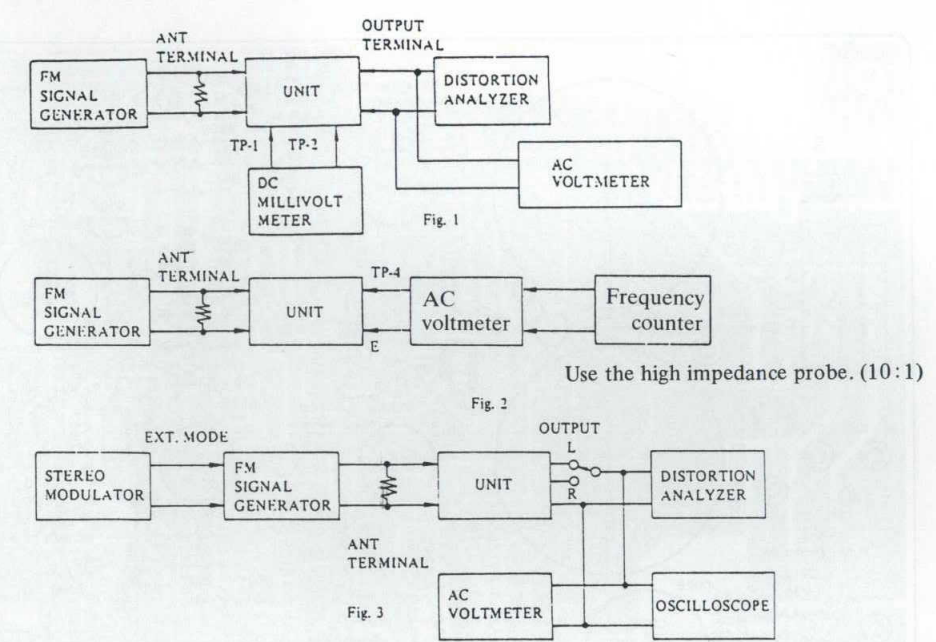 ANT
TERMINAL
OUTPUT
TERMINAL
FM
SIGNAL
GENERATOR
UNIT
DISTORTION
ANALYZER
TP-1
TP-2
DC
MILLIVOLT
METER
AC
VOLTMETER
Fig. 1
ANT
TERMINAL
FM
SIGNAL
GENERATOR
UNIT
TP-4
E
AC
voltmeter
Frequency
counter
Use the high impedance probe. (10:1)
Fig. 2
EXT. MODE
OUTPUT
L
R
STEREO
MODULATOR
FM
SIGNAL
GENERATOR
UNIT
DISTORTION
ANALYZER
ANT
TERMINAL
Fig. 3
AC
VOLTMETER
OSCILLOSCOPE